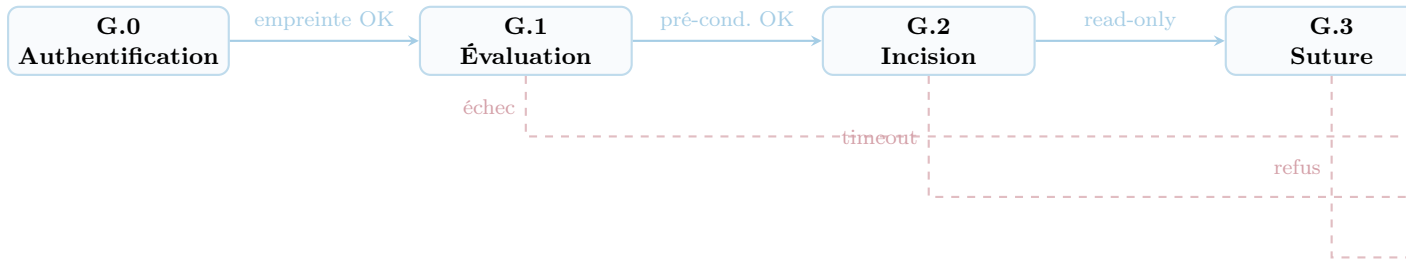 G.0
Authentification
empreinte OK
G.1
Évaluation
pré-cond. OK
G.2
Incision
read-only
G.3
Suture
échec
timeout
refus